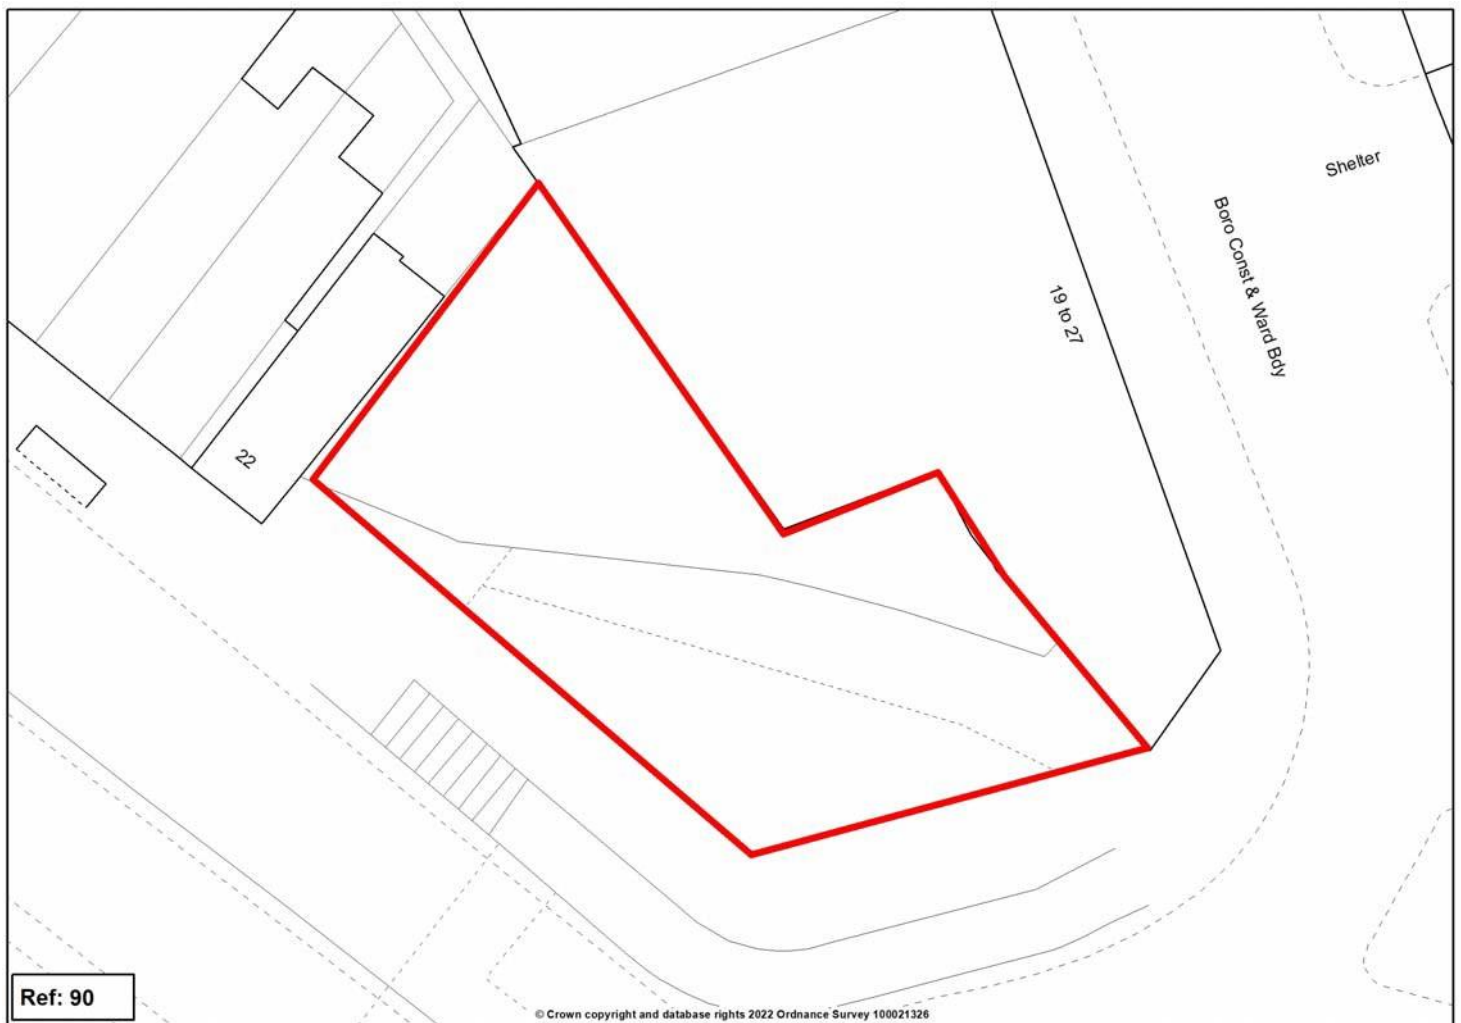 Shelter
Boro Const & Ward Bdy
19 to 27
22
Ref: 90
© Crown copyright and database rights 2022 Ordnance Survey 100021326